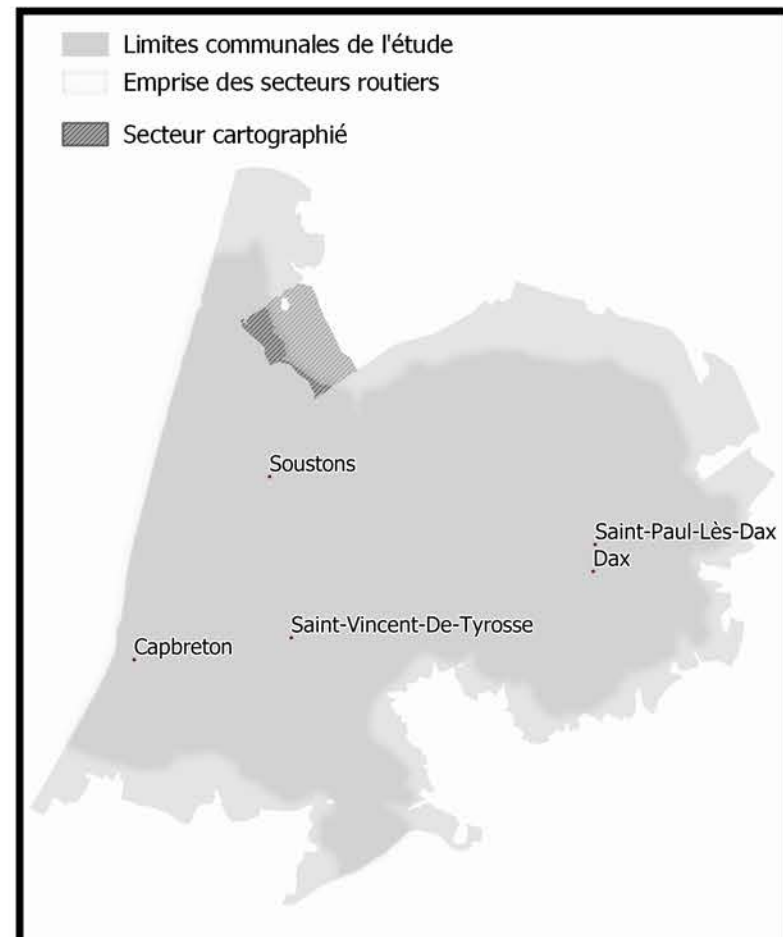 Limites communales de l'étude
Emprise des secteurs routiers
Secteur cartographié
Soustons
Saint-Paul-Lès-Dax
Dax
Saint-Vincent-De-Tyrosse
Capbreton